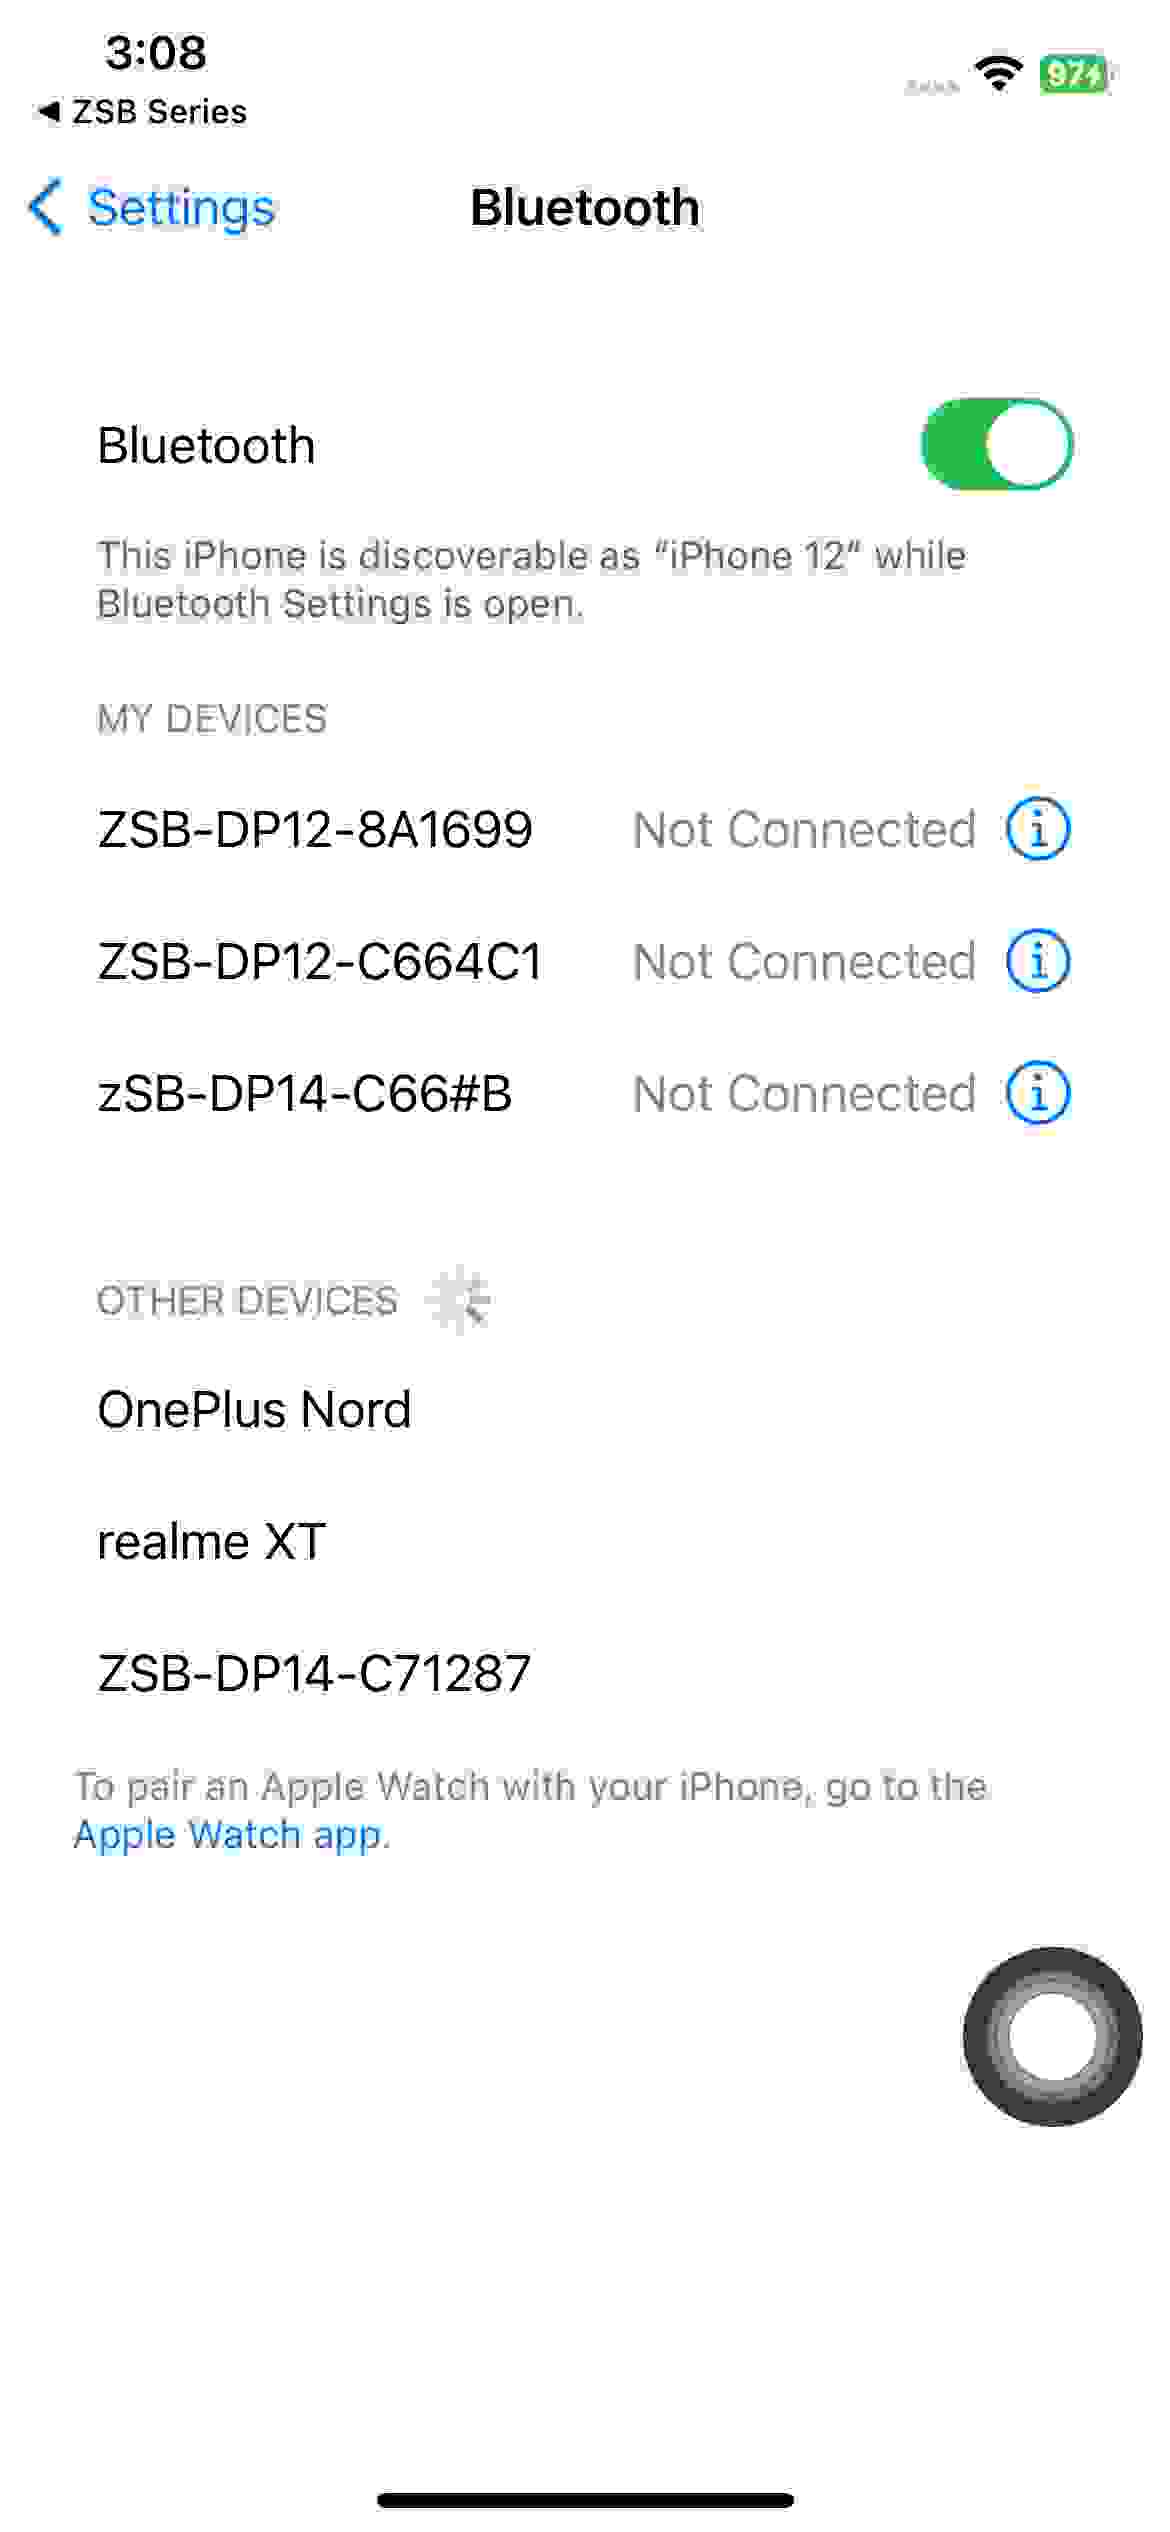 3:08
97
◀ ZSB Series
Settings
Bluetooth
Bluetooth
This iPhone is discoverable as “iPhone 12” while
Bluetooth Settings is open.
MY DEVICES
ZSB-DP12-8A1699 Not Connected
ZSB-DP12-C664C1 Not Connected
zSB-DP14-C66#B Not Connected
OTHER DEVICES
OnePlus Nord
realme XT
ZSB-DP14-C71287
To pair an Apple Watch with your iPhone, go to the
Apple Watch app.